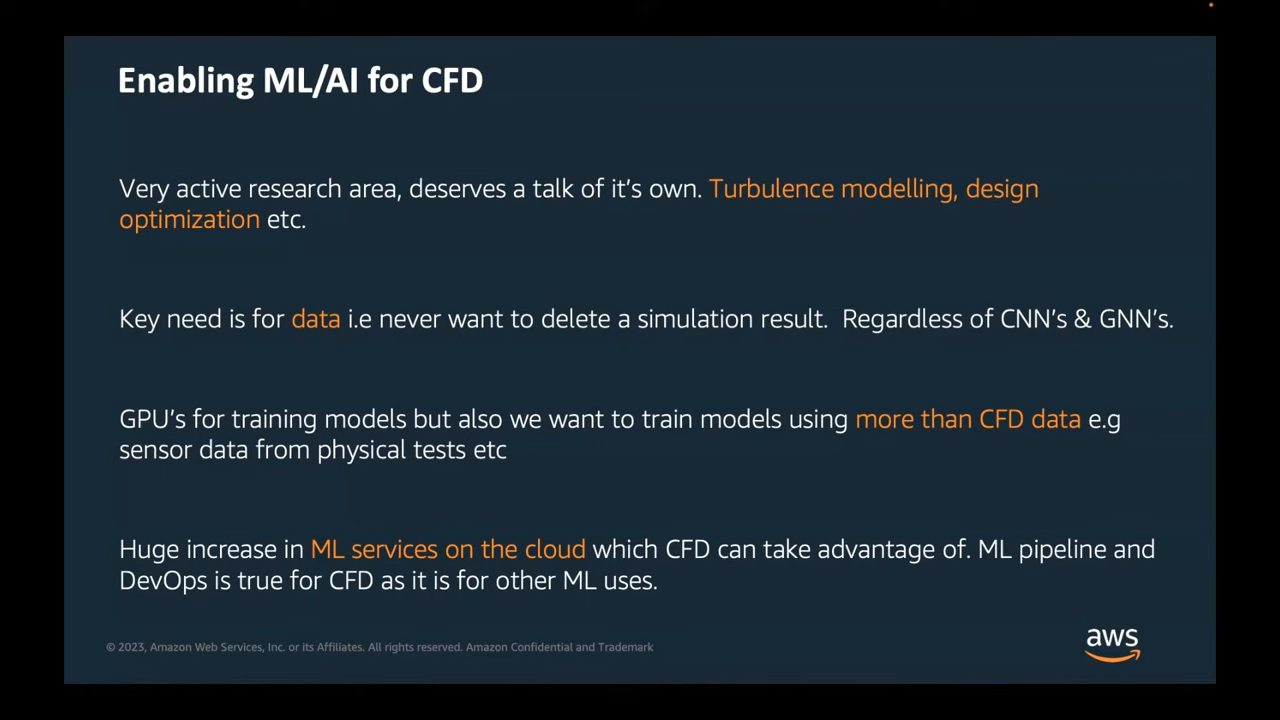 Enabling ML/AI for CFD
Very active research area, deserves a talk of it's own. Turbulence modelling, design
optimization etc.
Key need is for data i.e never want to delete a simulation result.  Regardless of CNN's & GNN's.
GPU's for training models but also we want to train models using more than CFD data e.g
sensor data from physical tests etc
Huge increase in ML services on the cloud which CFD can take advantage of. ML pipeline and
DevOps is true for CFD as it is for other ML uses.
© 2023, Amazon Web Services, Inc. or its Affiliates. All rights reserved. Amazon Confidential and Trademark
aws